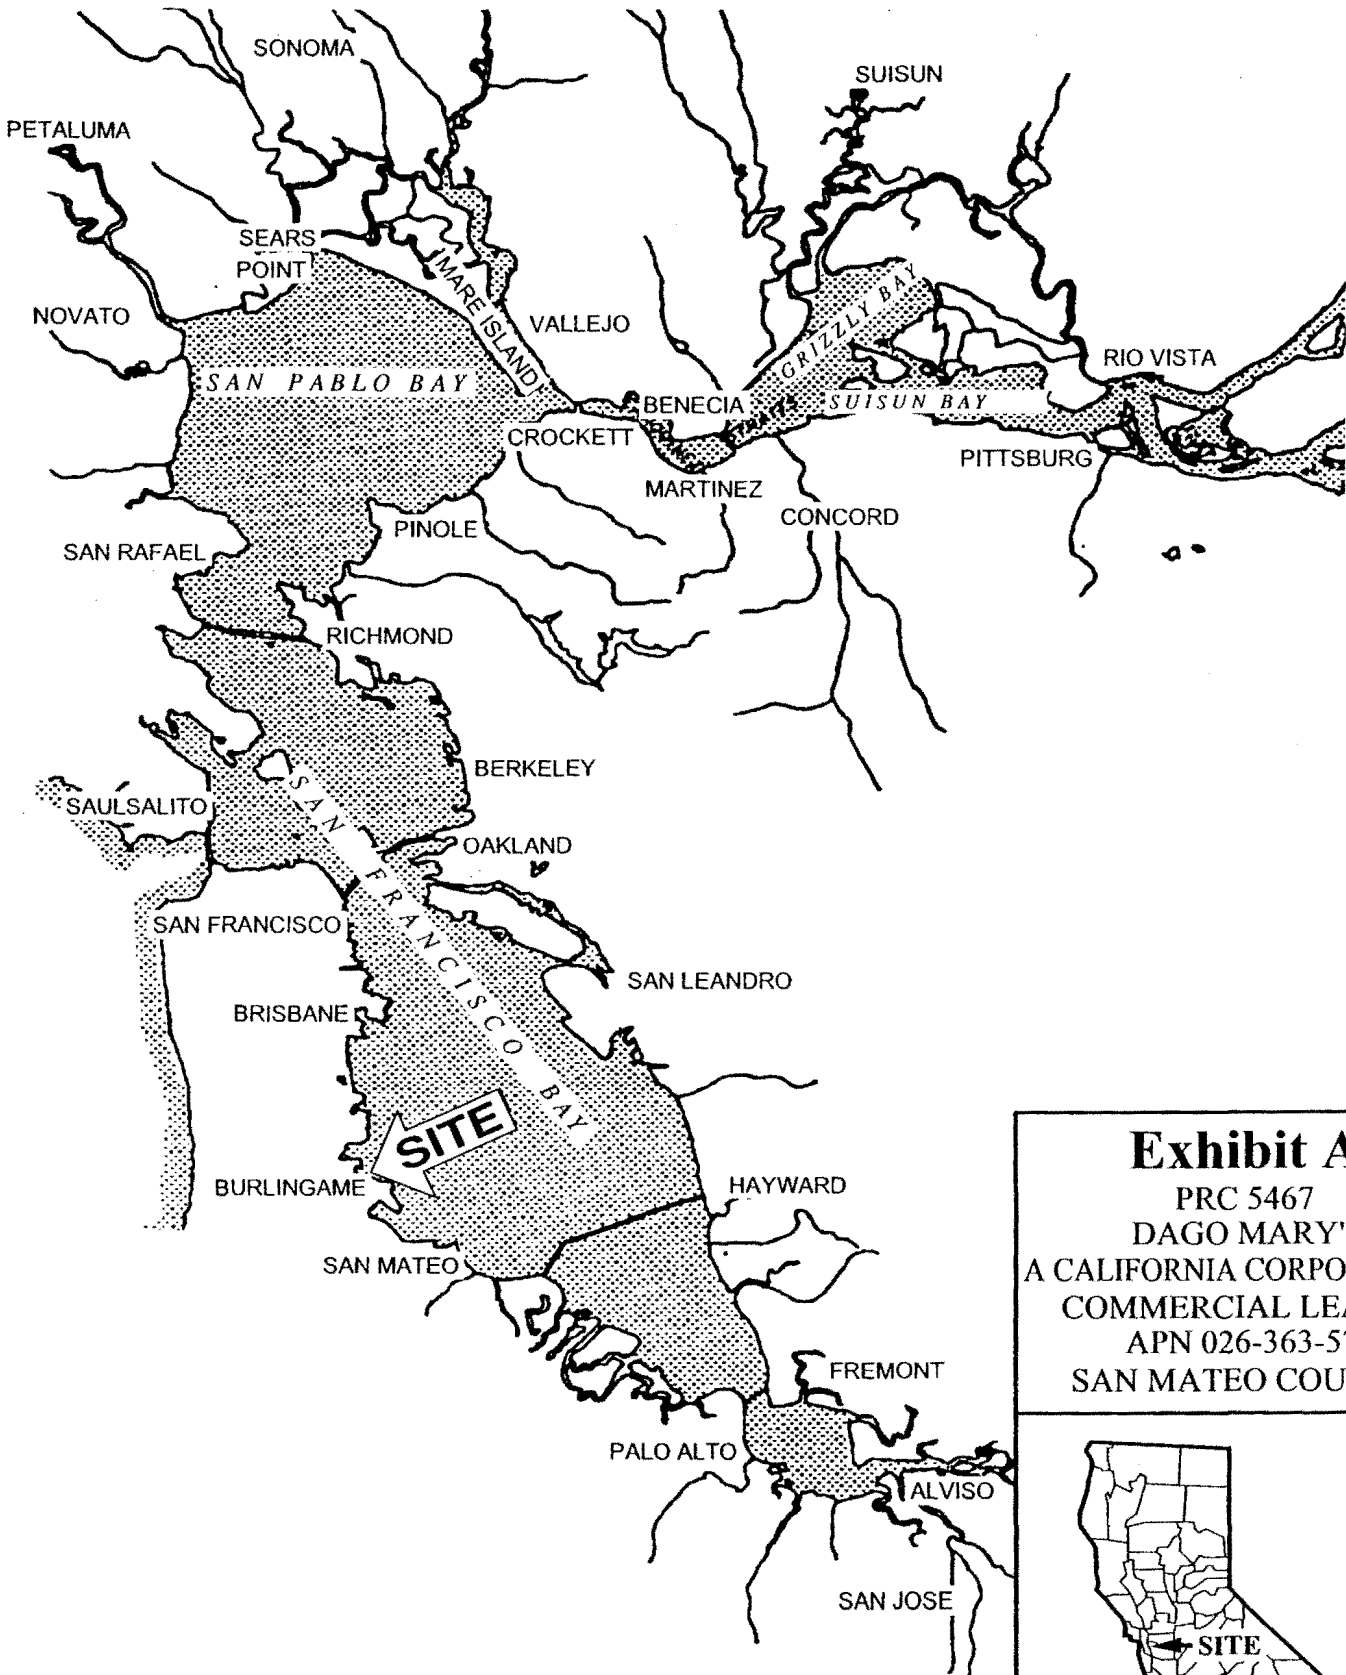 SONOMA
SUISUN
PETALUMA
SEARS
POINT
MARE ISLAND
NOVATO
VALLEJO
GRIZZLY BAY
RIO VISTA
SAN PABLO BAY
BENECIA
STRAITS
SUISUN BAY
CROCKETT
PITTSBURG
MARTINEZ
CONCORD
PINOLE
SAN RAFAEL
RICHMOND
BERKELEY
SAULSALITO
OAKLAND
SAN FRANCISCO BAY
SAN FRANCISCO
SAN LEANDRO
BRISBANE
SITE
BURLINGAME
HAYWARD
SAN MATEO
FREMONT
PALO ALTO
ALVISO
SAN JOSE
Exhibit A
PRC 5467
DAGO MARY'
A CALIFORNIA CORPO
COMMERCIAL LEA
APN 026-363-57
SAN MATEO COU
SITE